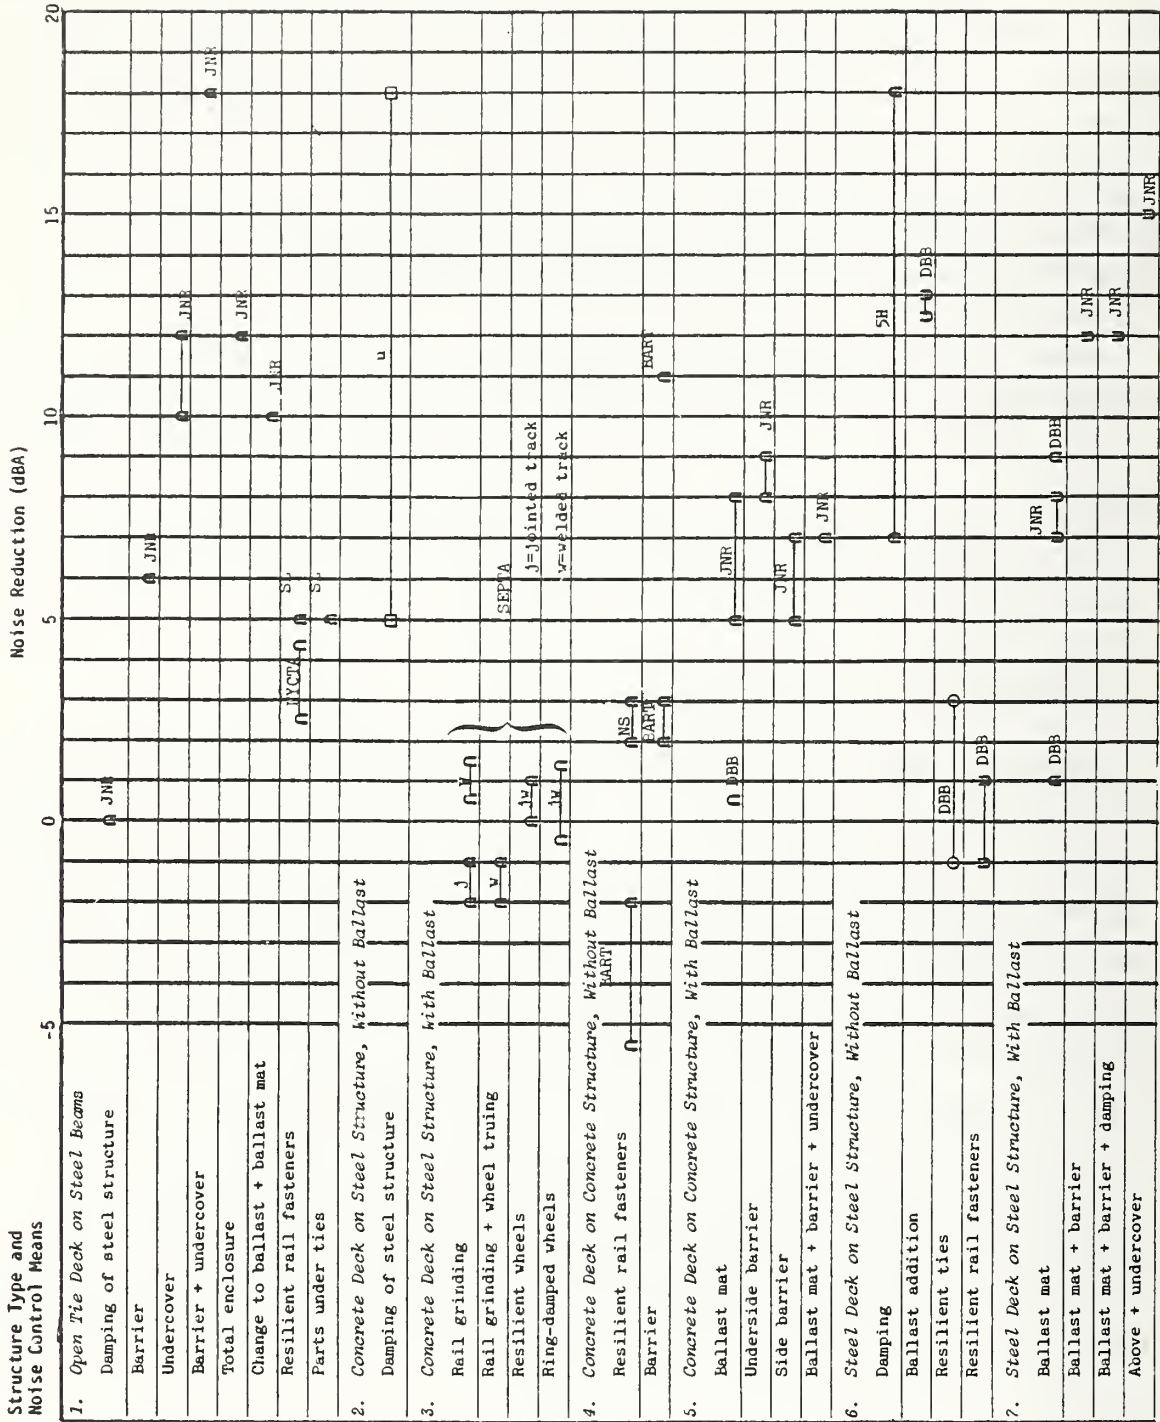 Structure Type and
Noise Control Means
Noise Reduction (dBA)
-5
0
5
10
15
20
1. Open Tie Deck on Steel Beams
Damping of steel structure
JNR
Barrier
JNR
Undercover
JNR
Barrier + undercover
JNR
Total enclosure
JNR
Change to ballast + ballast mat
JNR
Resilient rail fasteners
NYCTA
SL
Parts under ties
SL
2. Concrete Deck on Steel Structure, Without Ballast
Damping of steel structure
u
3. Concrete Deck on Steel Structure, With Ballast
Rail grinding
j
w
Rail grinding + wheel truing
w
SEPTA
Resilient wheels
jw
j=jointed track
Ring-damped wheels
jw
w=welded track
4. Concrete Deck on Concrete Structure, Without Ballast
Resilient rail fasteners
BART
NS
Barrier
BART
BART
5. Concrete Deck on Concrete Structure, With Ballast
Ballast mat
DBB
JNR
Underside barrier
JNR
Side barrier
JNR
Ballast mat + barrier + undercover
JNR
6. Steel Deck on Steel Structure, Without Ballast
Damping
5H
Ballast addition
DBB
Resilient ties
DBB
Resilient rail fasteners
DBB
7. Steel Deck on Steel Structure, With Ballast
Ballast mat
DBB
JNR
DBB
Ballast mat + barrier
JNR
Ballast mat + barrier + damping
JNR
Above + undercover
JNR